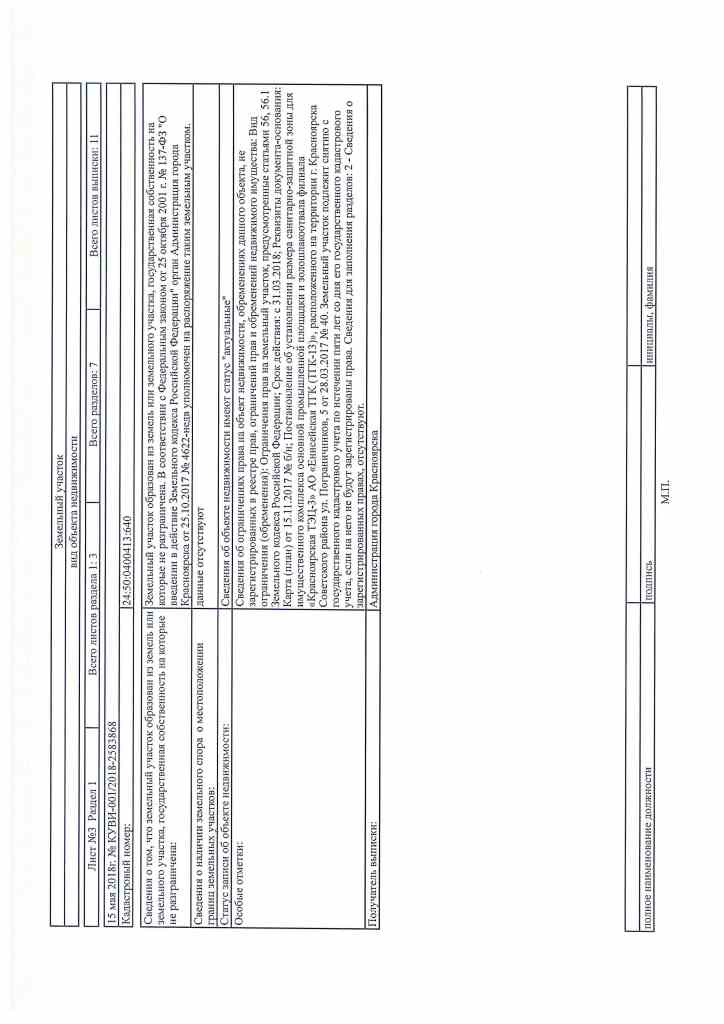 Земельный участок
вид объекта недвижимости
Лист №3 Раздел 1
Всего листов раздела 1: 3
Всего разделов: 7
Всего листов выписки: 11
15 мая 2018г. № КУВИ-001/2018-2583868
Кадастровый номер:
24:50:0400413:640
Сведения о том, что земельный участок образован из земель или
земельного участка, государственная собственность на которые
не разграничена:
Земельный участок образован из земель или земельного участка, государственная собственность на
которые не разграничена. В соответствии с Федеральным законом от 25 октября 2001 г. № 137-ФЗ "О
введении в действие Земельного кодекса Российской Федерации" орган Администрация города
Красноярска от 25.10.2017 № 4622-недв уполномочен на распоряжение таким земельным участком.
Сведения о наличии земельного спора о местоположении
границ земельных участков:
данные отсутствуют
Статус записи об объекте недвижимости:
Сведения об объекте недвижимости имеют статус "актуальные"
Особые отметки:
Сведения об ограничениях права на объект недвижимости, обременениях данного объекта, не
зарегистрированных в реестре прав, ограничений прав и обременений недвижимого имущества: Вид
ограничения (обременения): Ограничения прав на земельный участок, предусмотренные статьями 56, 56.1
Земельного кодекса Российской Федерации; Срок действия: с 31.03.2018; Реквизиты документа-основания:
Карта (план) от 15.11.2017 № б/н; Постановление об установлении размера санитарно-защитной зоны для
имущественного комплекса основной промышленной площадки и золошлакоотвала филиала
«Красноярская ТЭЦ-3» АО «Енисейская ТГК (ТГК-13)», расположенного на территории г. Красноярска
Советского района ул. Пограничников, 5 от 28.03.2017 № 40. Земельный участок подлежит снятию с
государственного кадастрового учета по истечении пяти лет со дня его государственного кадастрового
учета, если на него не будут зарегистрированы права. Сведения для заполнения разделов: 2 - Сведения о
зарегистрированных правах, отсутствуют.
Получатель выписки:
Администрация города Красноярска
полное наименование должности
подпись
инициалы, фамилия
М.П.